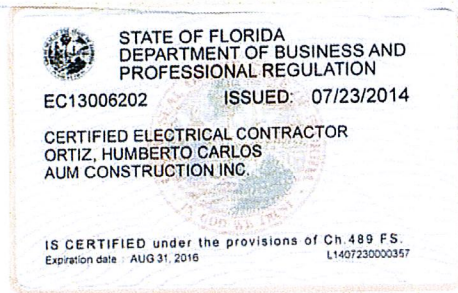 STATE OF FLORIDA
DEPARTMENT OF BUSINESS AND
PROFESSIONAL REGULATION
EC13006202 ISSUED: 07/23/2014
CERTIFIED ELECTRICAL CONTRACTOR
ORTIZ, HUMBERTO CARLOS
AUM CONSTRUCTION INC.
IS CERTIFIED under the provisions of Ch.489 FS.
Expiration date : AUG 31, 2016 L1407230000357